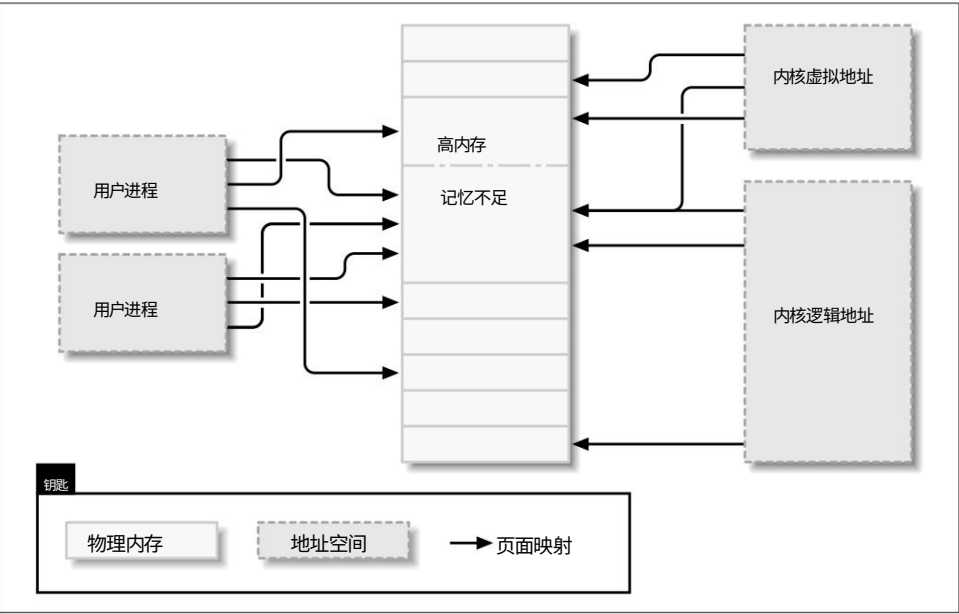 内核虚拟地址
高内存
用户进程
记忆不足
用户进程
内核逻辑地址
钥匙
物理内存
地址空间
页面映射